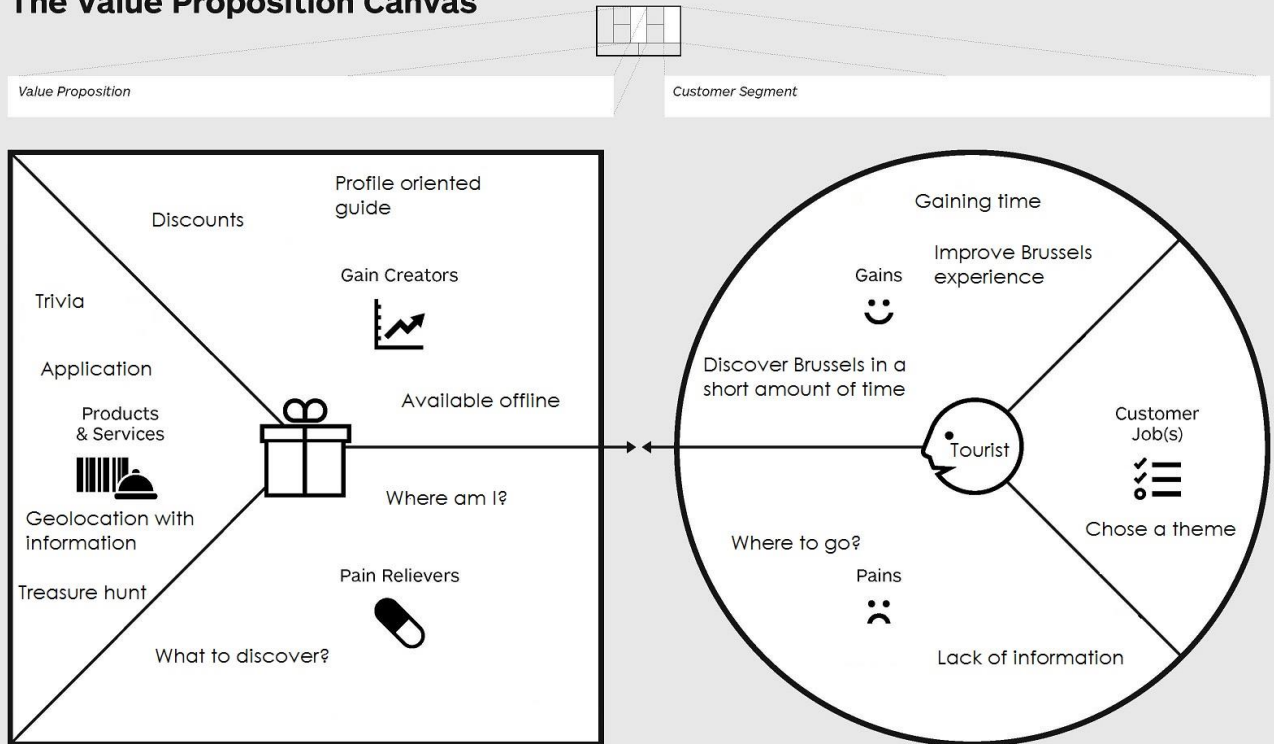 The Value Proposition Canvas
Value Proposition
Customer Segment
Profile oriented
guide
Discounts
Gain Creators
Trivia
Application
Available offline
Products
& Services
Geolocation with
information
Treasure hunt
Where am I?
Pain Relievers
What to discover?
Gaining time
Improve Brussels
experience
Gains
Discover Brussels in a
short amount of time
Tourist
Customer
Job(s)
Chose a theme
Where to go?
Pains
Lack of information